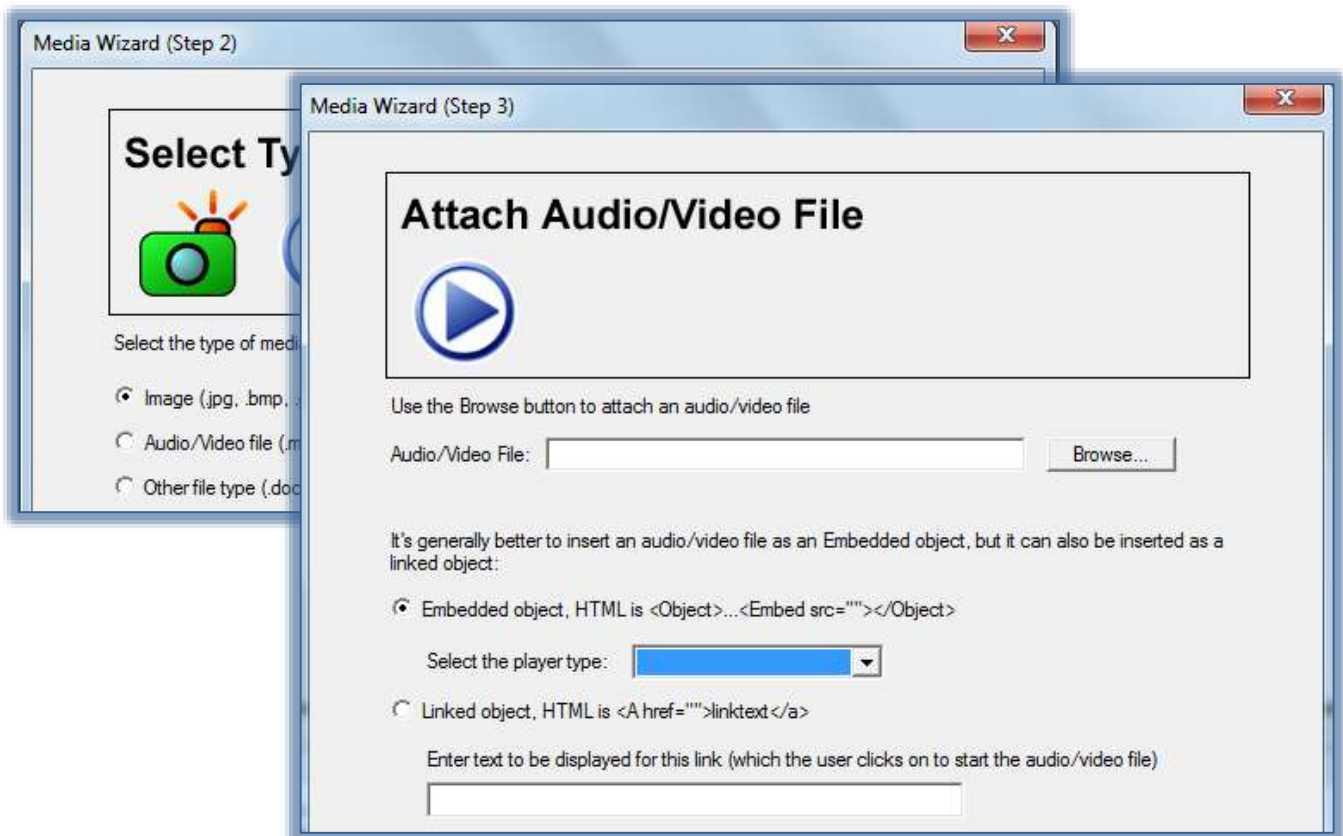 Media Wizard (Step 2)
Select Ty
Select the type of medi
Image (.jpg, .bmp,
Audio/Video file (.m
Other file type (.doc
Media Wizard (Step 3)
Attach Audio/Video File
Use the Browse button to attach an audio/video file
Audio/Video File:
Browse...
It's generally better to insert an audio/video file as an Embedded object, but it can also be inserted as a
linked object:
Embedded object, HTML is <Object>...<Embed src=""></Object>
Select the player type:
Linked object, HTML is <A href="">linktext</a>
Enter text to be displayed for this link (which the user clicks on to start the audio/video file)